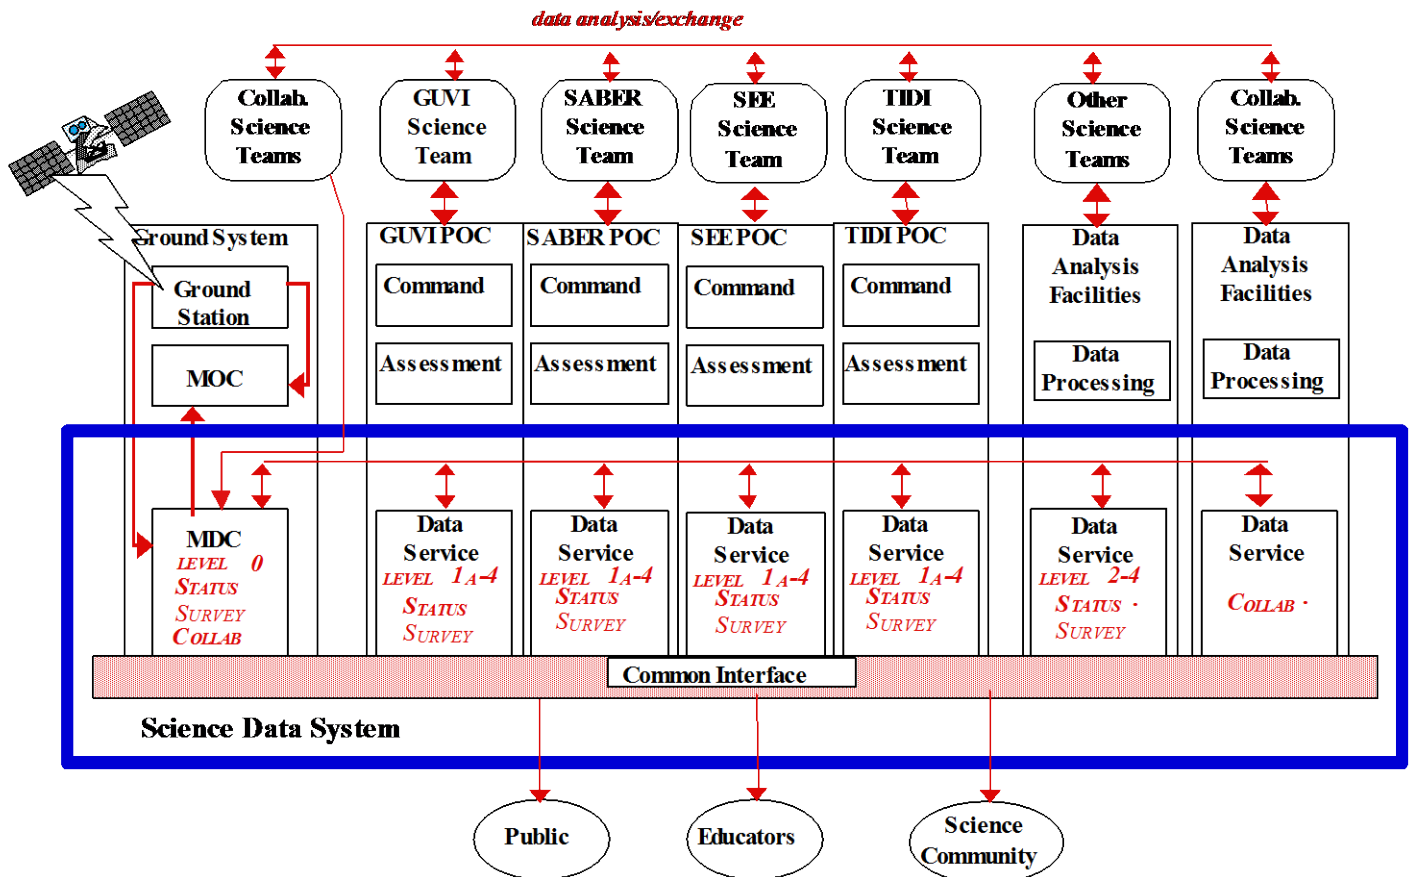 data analysis/exchange
Collab.
Science
Teams
GUVI
Science
Team
SABER
Science
Team
SEE
Science
Team
TIDI
Science
Team
Other
Science
Teams
Collab.
Science
Teams
Ground System
Ground
Station
MOC
GUVI POC
Command
Assessment
SABER POC
Command
Assessment
SEE POC
Command
Assessment
TIDI POC
Command
Assessment
Data
Analysis
Facilities
Data
Processing
Data
Analysis
Facilities
Data
Processing
MDC
LEVEL 0
STATUS
SURVEY
COLLAB
Data
Service
LEVEL 1A-4
STATUS
SURVEY
Data
Service
LEVEL 1A-4
STATUS
SURVEY
Data
Service
LEVEL 1A-4
STATUS
SURVEY
Data
Service
LEVEL 1A-4
STATUS
SURVEY
Data
Service
LEVEL 2-4
STATUS ·
SURVEY
Data
Service
COLLAB ·
Common Interface
Science Data System
Public
Educators
Science
Community